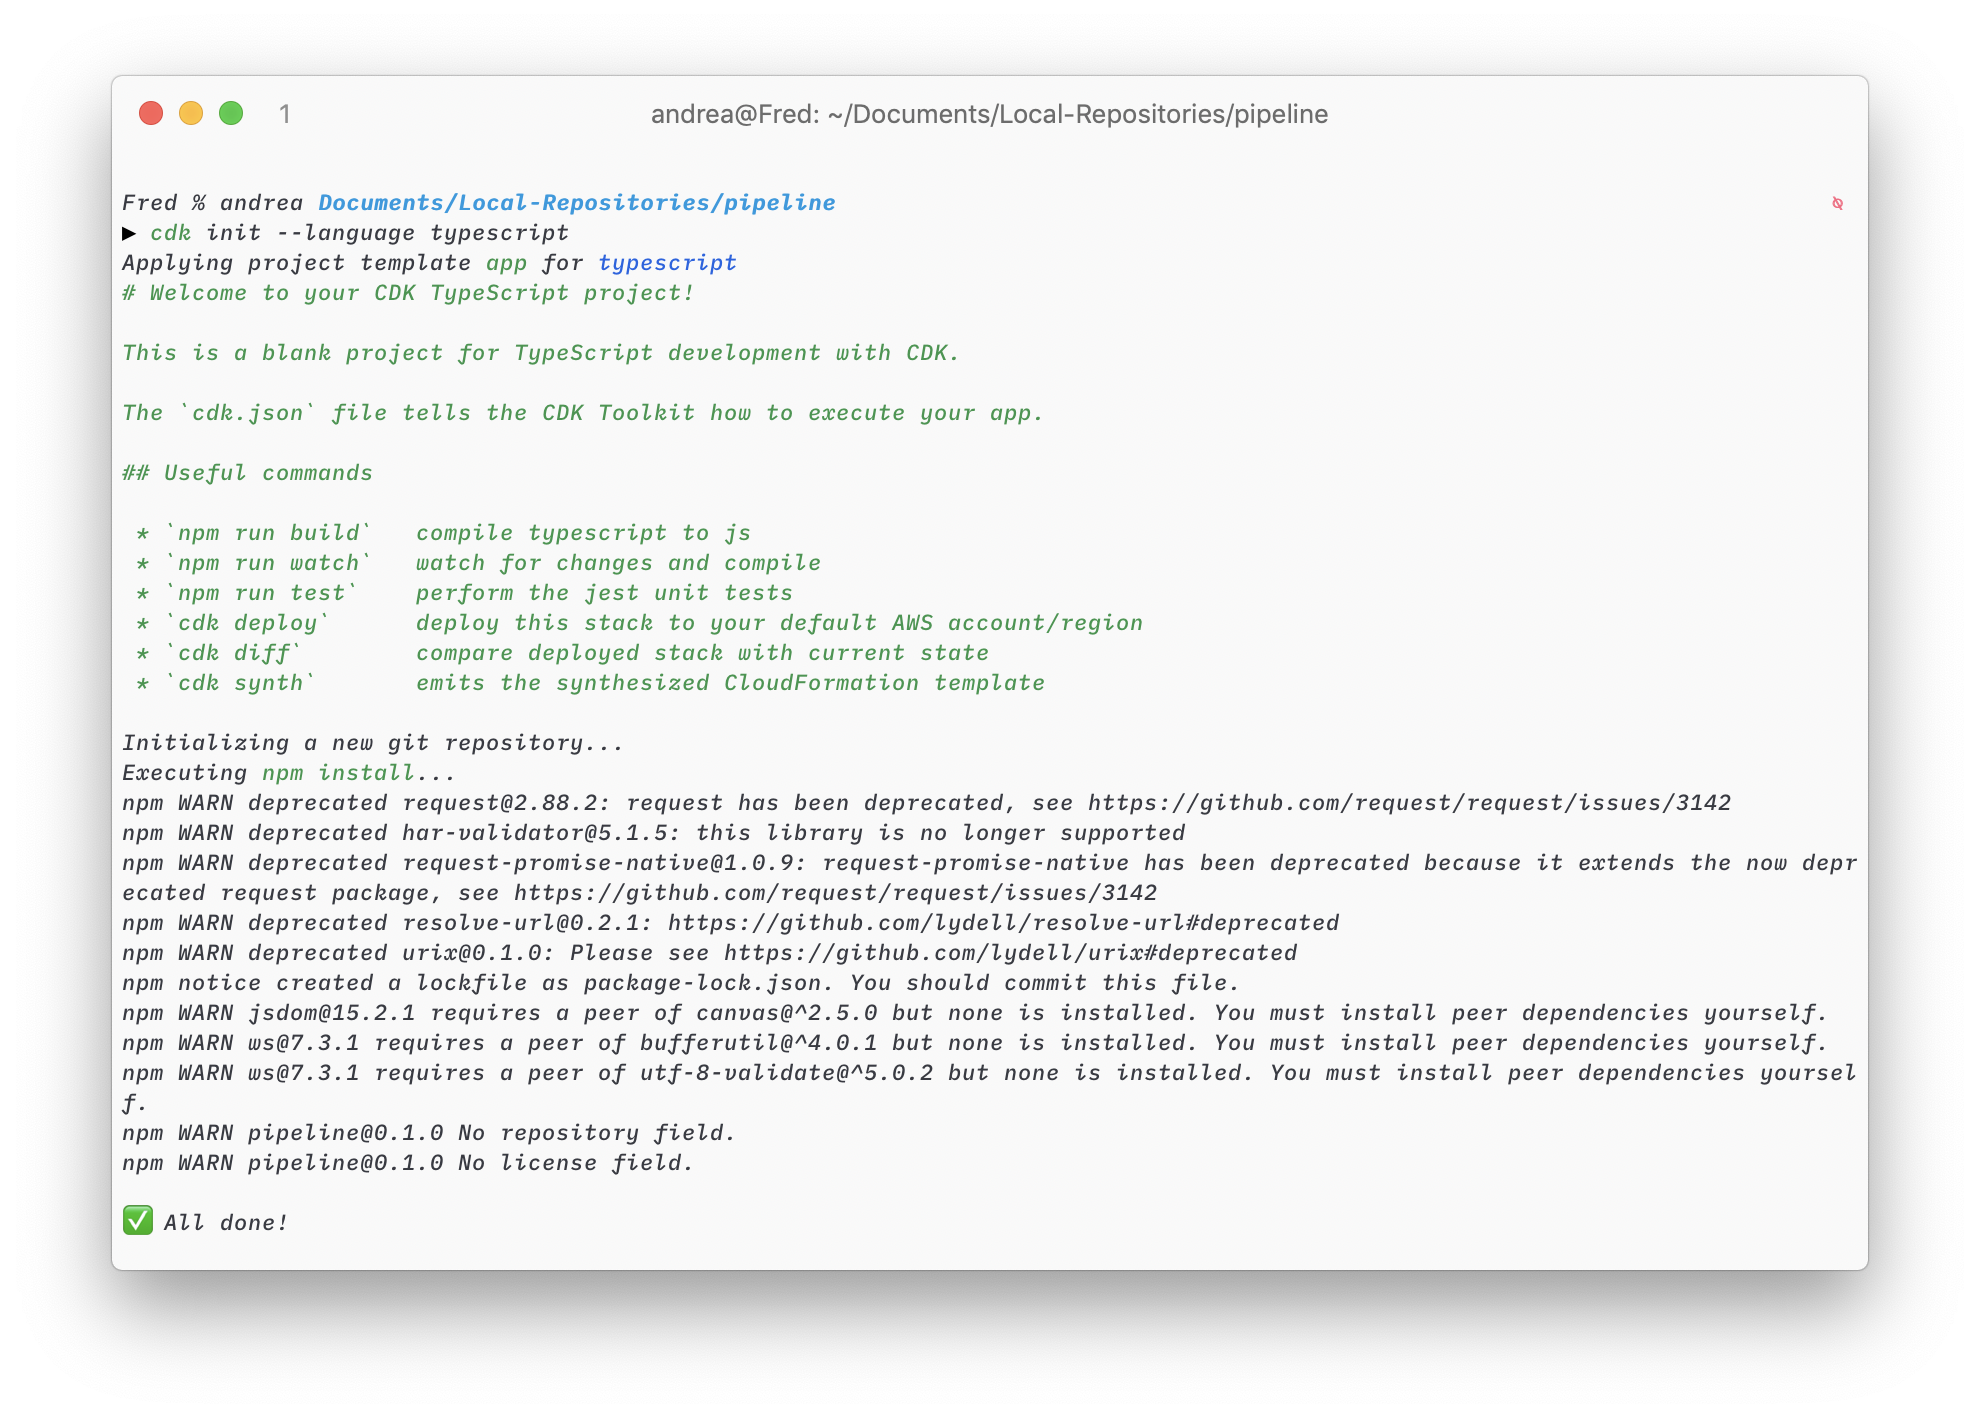 1 andrea@Fred: ~/Documents/Local-Repositories/pipeline
Fred % andrea Documents/Local-Repositories/pipeline
▶ cdk init --language typescript
Applying project template app for typescript
# Welcome to your CDK TypeScript project!
This is a blank project for TypeScript development with CDK.
The `cdk.json` file tells the CDK Toolkit how to execute your app.
## Useful commands
* `npm run build`   compile typescript to js
* `npm run watch`   watch for changes and compile
* `npm run test`    perform the jest unit tests
* `cdk deploy`      deploy this stack to your default AWS account/region
* `cdk diff`        compare deployed stack with current state
* `cdk synth`       emits the synthesized CloudFormation template
Initializing a new git repository...
Executing npm install...
npm WARN deprecated request@2.88.2: request has been deprecated, see https://github.com/request/request/issues/3142
npm WARN deprecated har-validator@5.1.5: this library is no longer supported
npm WARN deprecated request-promise-native@1.0.9: request-promise-native has been deprecated because it extends the now depr
ecated request package, see https://github.com/request/request/issues/3142
npm WARN deprecated resolve-url@0.2.1: https://github.com/lydell/resolve-url#deprecated
npm WARN deprecated urix@0.1.0: Please see https://github.com/lydell/urix#deprecated
npm notice created a lockfile as package-lock.json. You should commit this file.
npm WARN jsdom@15.2.1 requires a peer of canvas@^2.5.0 but none is installed. You must install peer dependencies yourself.
npm WARN ws@7.3.1 requires a peer of bufferutil@^4.0.1 but none is installed. You must install peer dependencies yourself.
npm WARN ws@7.3.1 requires a peer of utf-8-validate@^5.0.2 but none is installed. You must install peer dependencies yoursel
f.
npm WARN pipeline@0.1.0 No repository field.
npm WARN pipeline@0.1.0 No license field.
✅ All done!